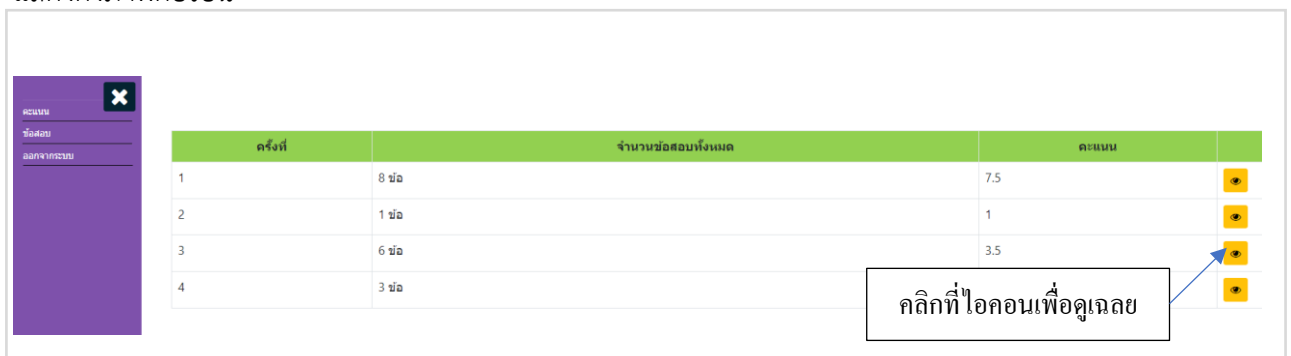 คะแนน
ข้อสอบ
ออกจากระบบ
ครั้งที่ จำนวนข้อสอบทั้งหมด คะแนน
1 8 ข้อ 7.5
2 1 ข้อ 1
3 6 ข้อ 3.5
4 3 ข้อ
คลิกที่ไอคอนเพื่อดูเฉลย